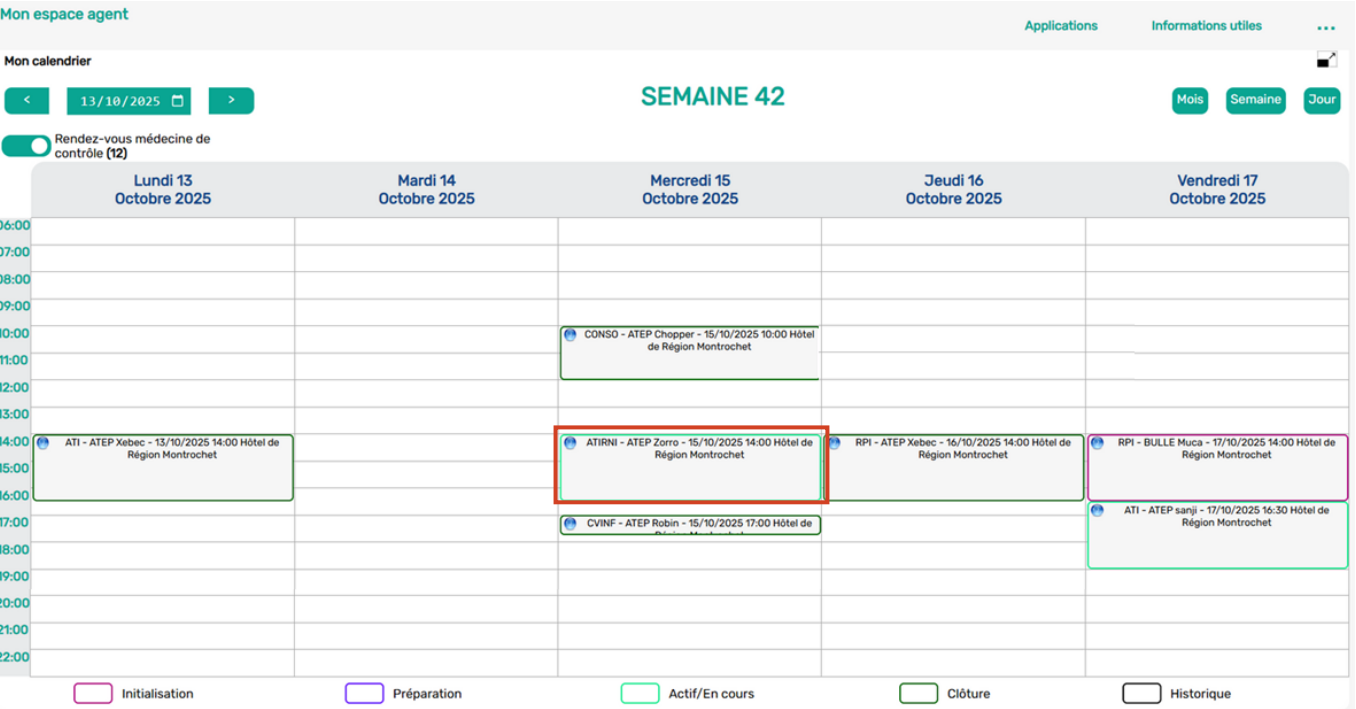 Mon espace agent
Applications
Informations utiles
...
Mon calendrier
<
13/10/2025
>
SEMAINE 42
Mois
Semaine
Jour
Rendez-vous médecine de
contrôle (12)
Lundi 13
Octobre 2025
Mardi 14
Octobre 2025
Mercredi 15
Octobre 2025
Jeudi 16
Octobre 2025
Vendredi 17
Octobre 2025
06:00
07:00
08:00
09:00
10:00
CONSO - ATEP Chopper - 15/10/2025 10:00 Hôtel
de Région Montrochet
11:00
12:00
13:00
14:00
ATI - ATEP Xebec - 13/10/2025 14:00 Hôtel de
Région Montrochet
ATIRNI - ATEP Zorro - 15/10/2025 14:00 Hôtel de
Région Montrochet
RPI - ATEP Xebec - 16/10/2025 14:00 Hôtel de
Région Montrochet
RPI - BULLE Muca - 17/10/2025 14:00 Hôtel de
Région Montrochet
15:00
16:00
ATI - ATEP sanji - 17/10/2025 16:30 Hôtel de
Région Montrochet
17:00
CVINF - ATEP Robin - 15/10/2025 17:00 Hôtel de
18:00
19:00
20:00
21:00
22:00
Initialisation
Préparation
Actif/En cours
Clôture
Historique